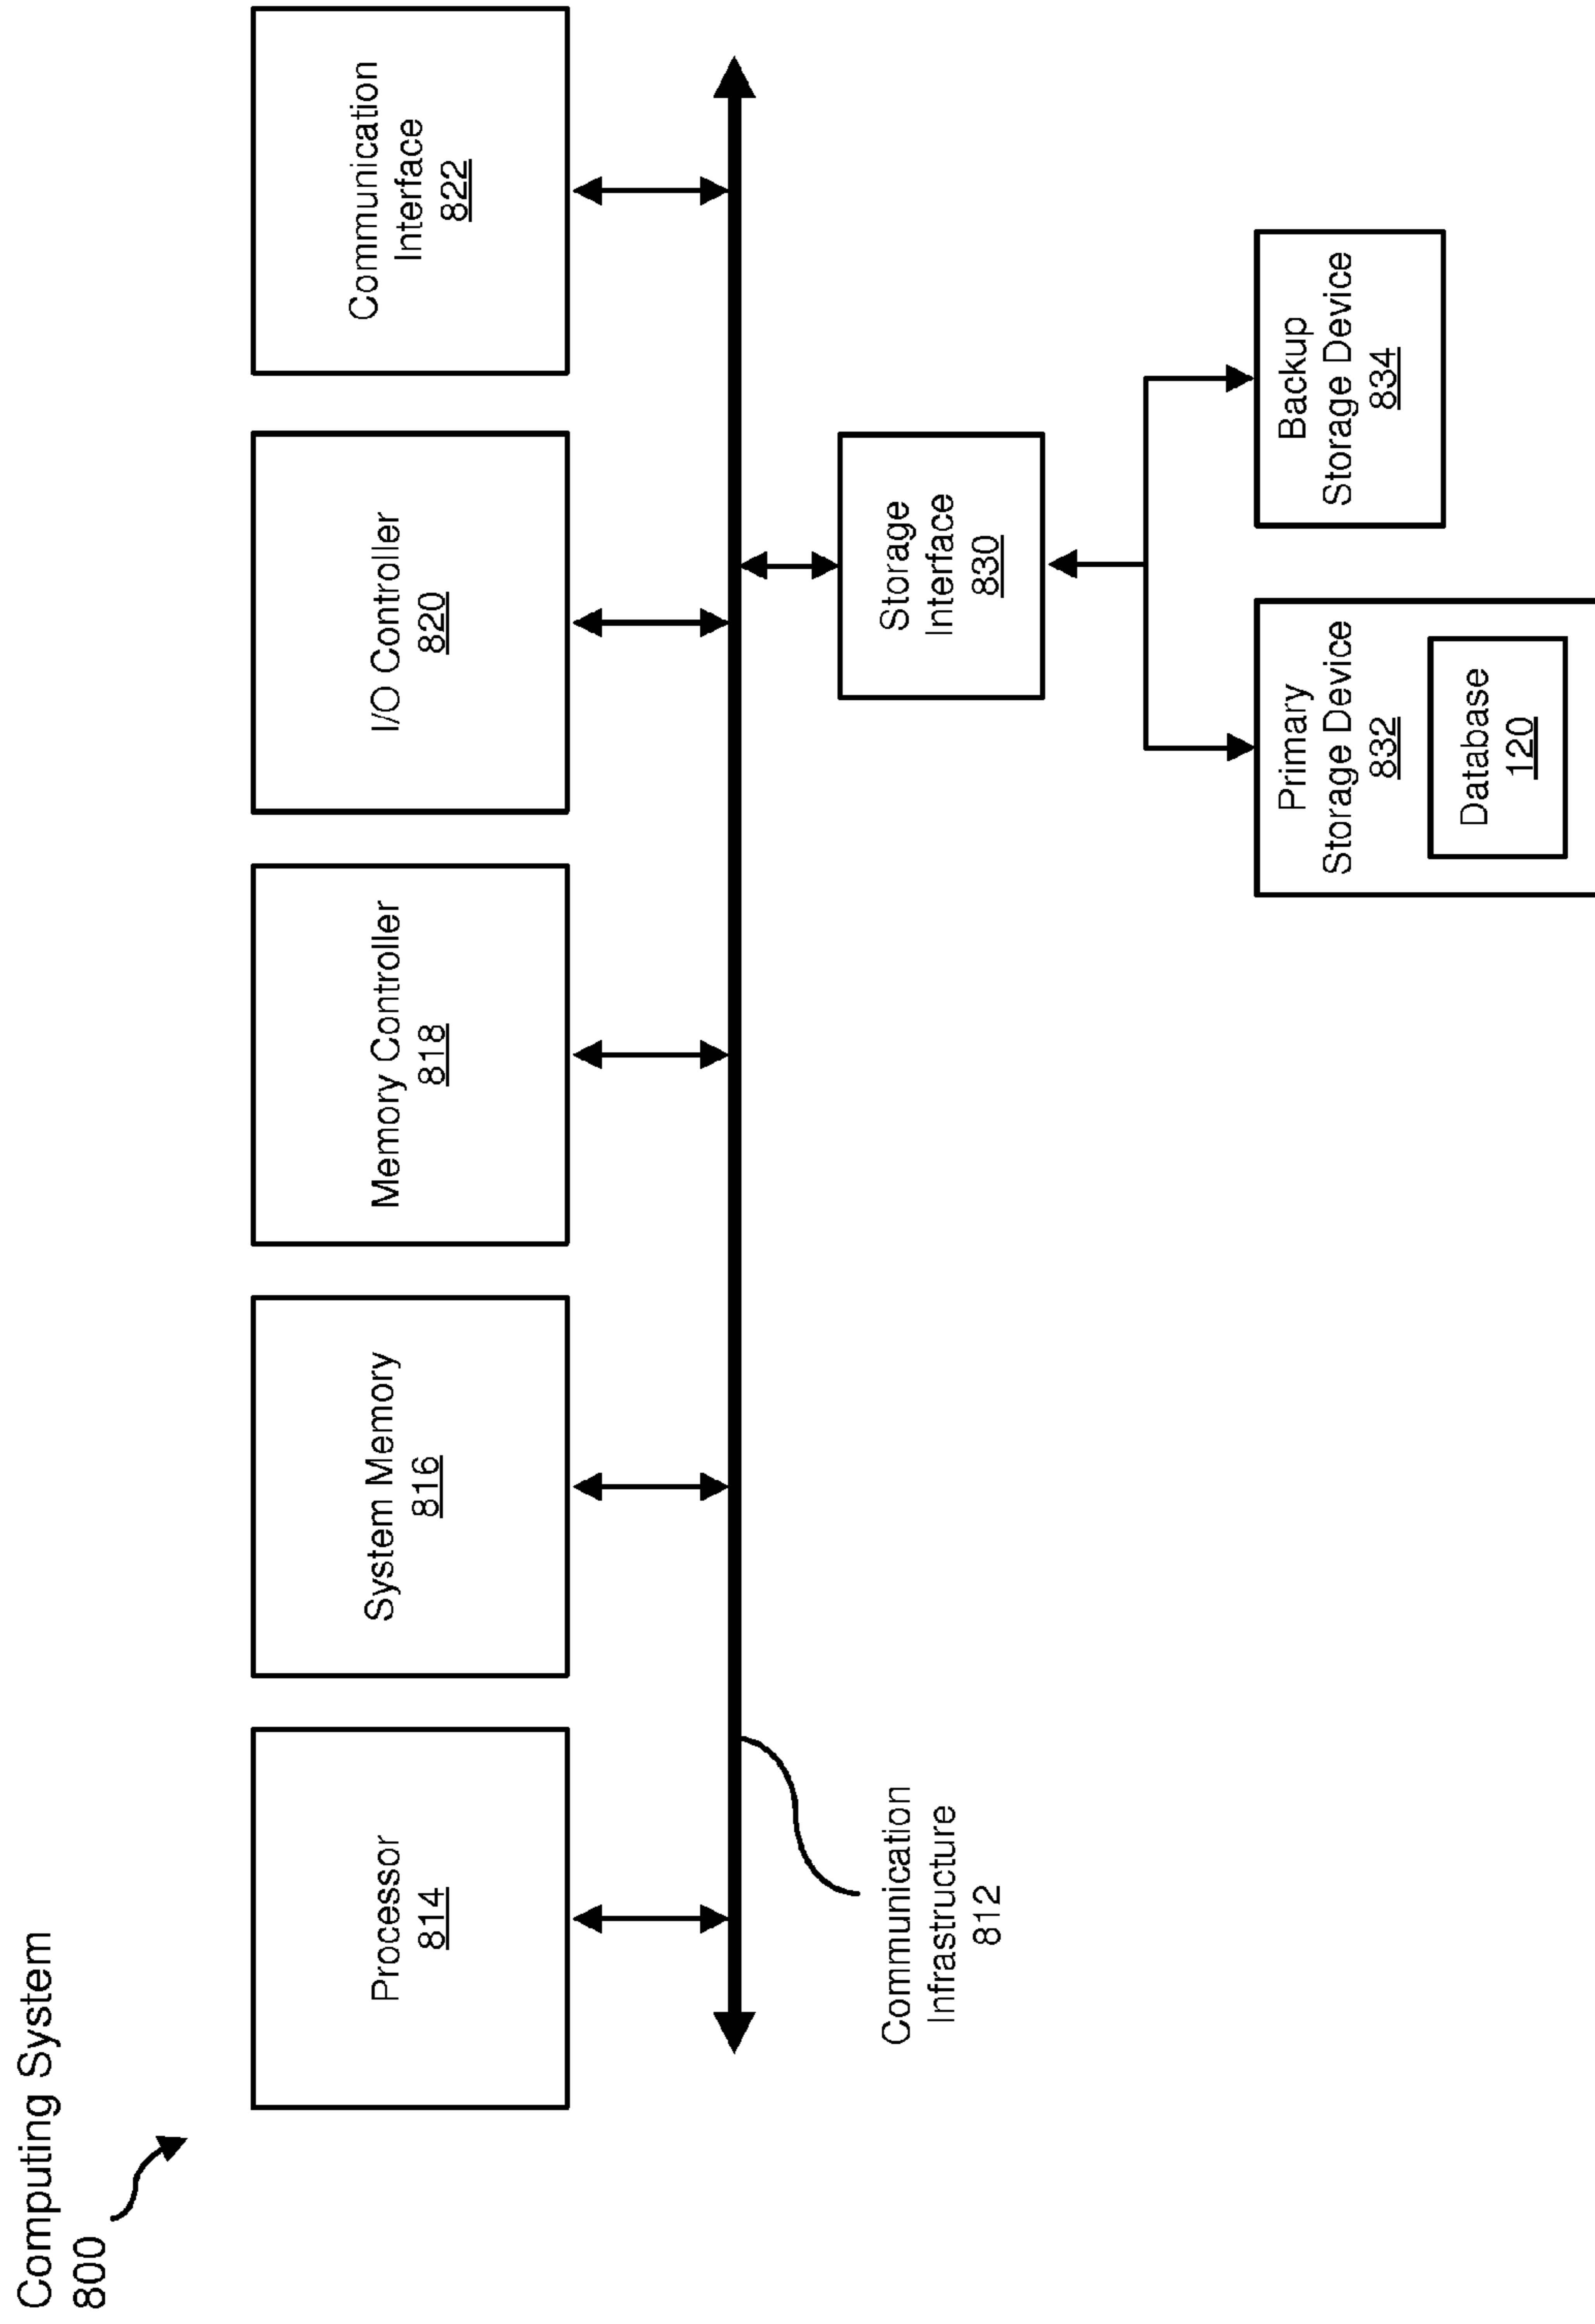 Computing System
800
Processor
814
System Memory
816
Memory Controller
818
I/O Controller
820
Communication
Interface
822
Communication
Infrastructure
812
Storage
Interface
830
Primary
Storage Device
832
Database
120
Backup
Storage Device
834